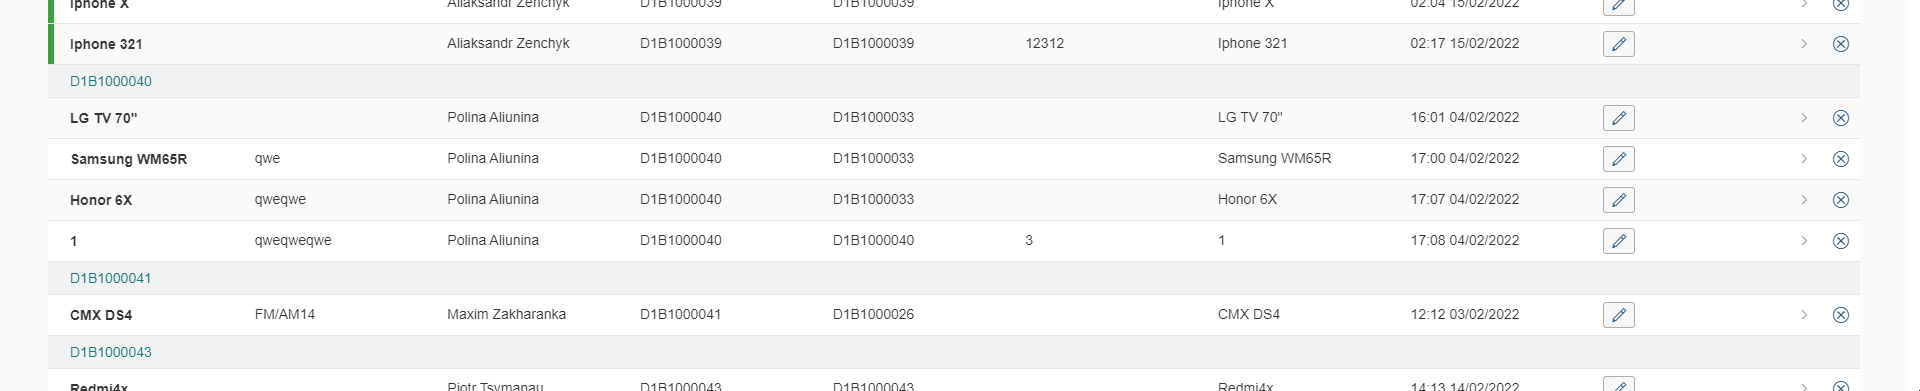 Iphone X Aliaksandr Zenchyk D1B1000039 D1B1000039 Iphone X 02:04 15/02/2022
Iphone 321 Aliaksandr Zenchyk D1B1000039 D1B1000039 12312 Iphone 321 02:17 15/02/2022
D1B1000040
LG TV 70" Polina Aliunina D1B1000040 D1B1000033 LG TV 70" 16:01 04/02/2022
Samsung WM65R qwe Polina Aliunina D1B1000040 D1B1000033 Samsung WM65R 17:00 04/02/2022
Honor 6X qweqwe Polina Aliunina D1B1000040 D1B1000033 Honor 6X 17:07 04/02/2022
1 qweqweqwe Polina Aliunina D1B1000040 D1B1000040 3 1 17:08 04/02/2022
D1B1000041
CMX DS4 FM/AM14 Maxim Zakharanka D1B1000041 D1B1000026 CMX DS4 12:12 03/02/2022
D1B1000043
Redmi4x Piotr Tsymanau D1B1000043 D1B1000043 Redmi4x 14:13 14/02/2022